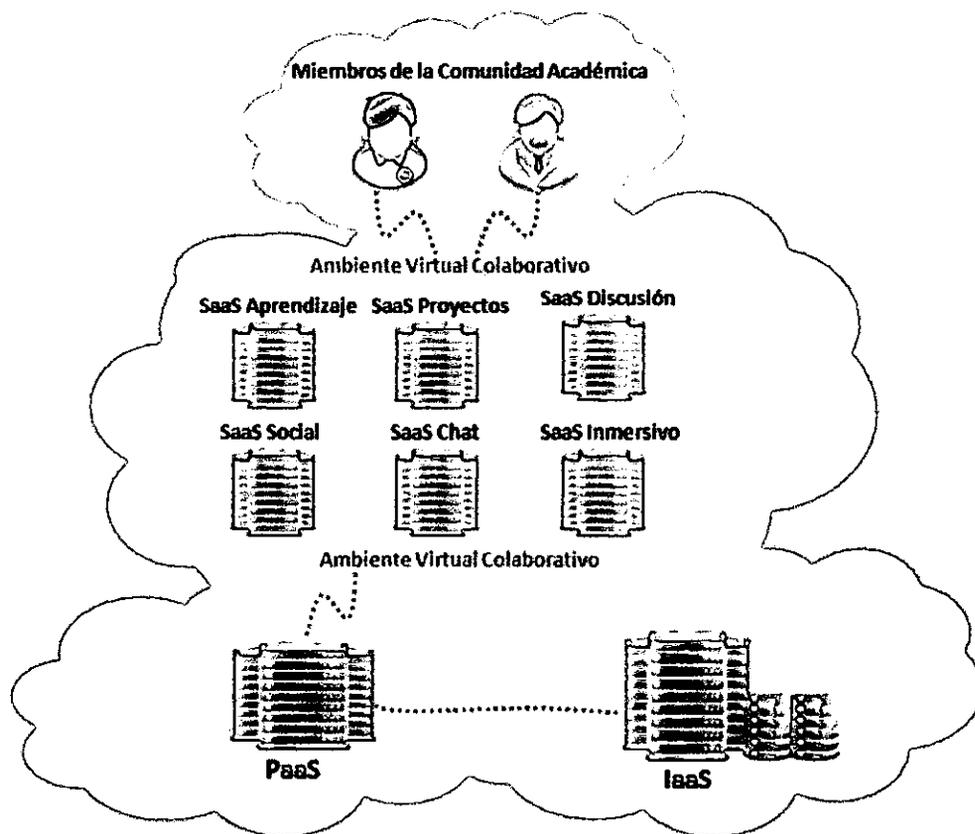 Miembros de la Comunidad Académica
Ambiente Virtual Colaborativo
SaaS Aprendizaje SaaS Proyectos SaaS Discusión
SaaS Social SaaS Chat SaaS Inmersivo
Ambiente Virtual Colaborativo
PaaS IaaS